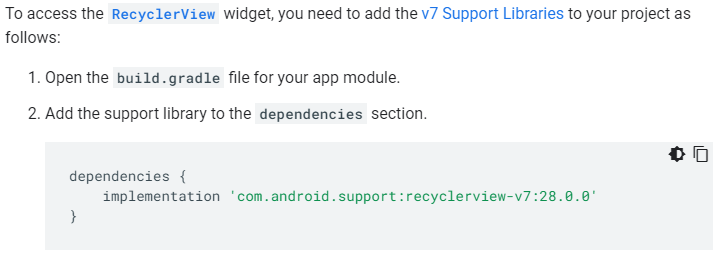 To access the RecyclerView widget, you need to add the v7 Support Libraries to your project as
follows:
1. Open the build.gradle file for your app module.
2. Add the support library to the dependencies section.
dependencies {
    implementation 'com.android.support:recyclerview-v7:28.0.0'
}